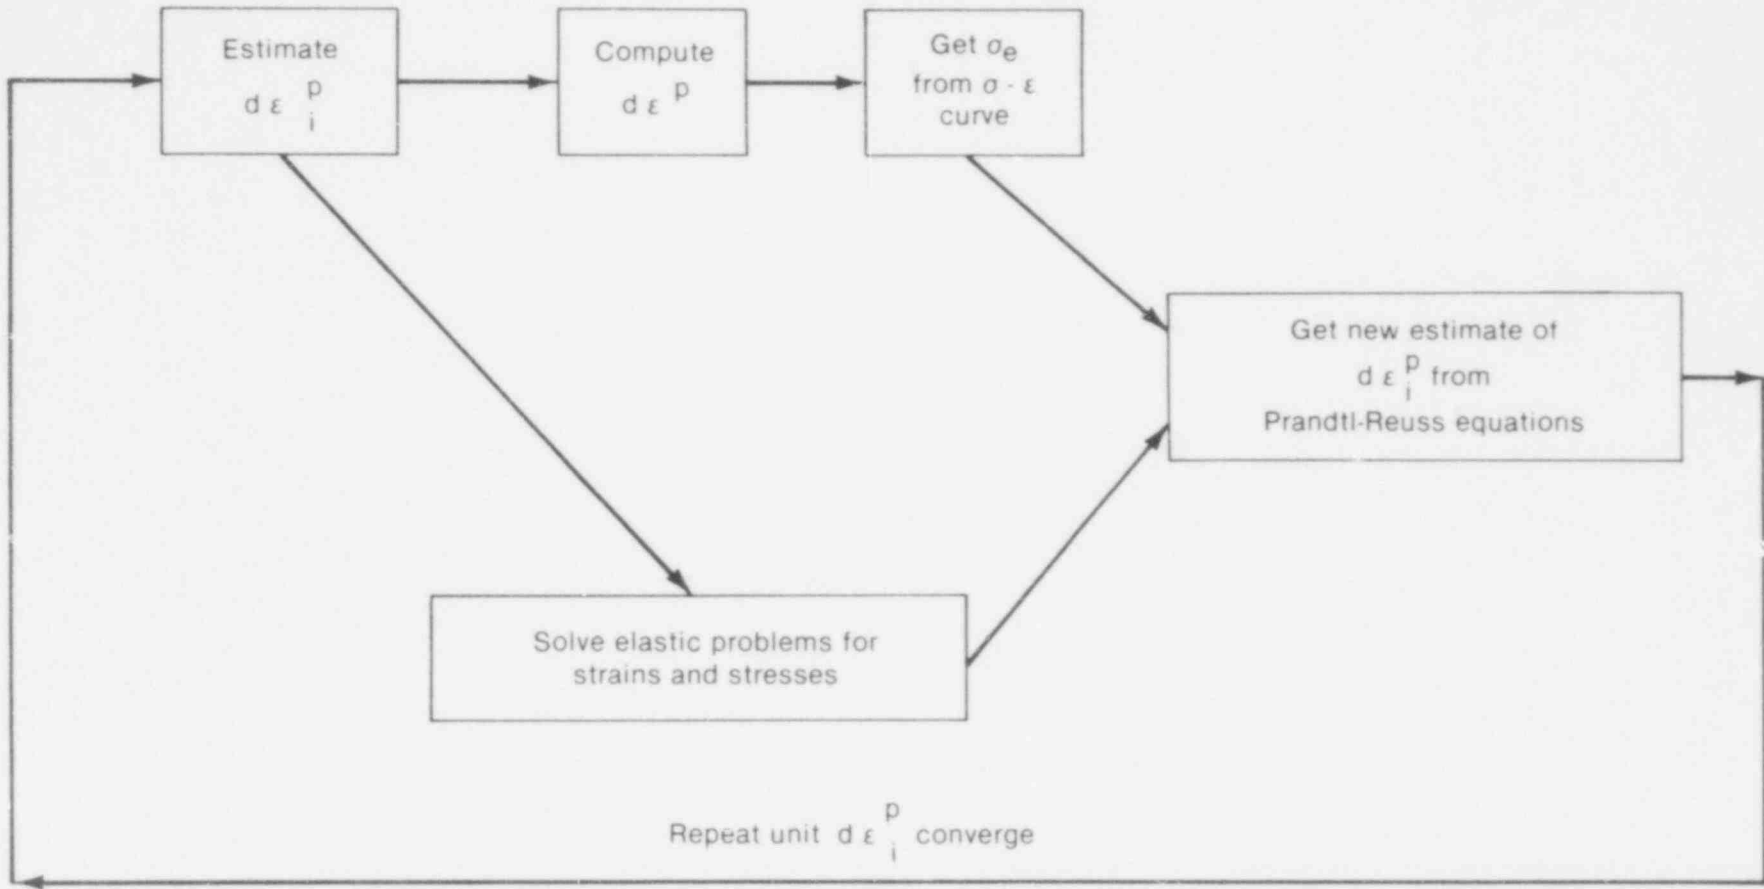 Estimate
d ε p i
Compute
d ε p
Get σe
from σ - ε
curve
Get new estimate of
d ε p i from
Prandtl-Reuss equations
Solve elastic problems for
strains and stresses
Repeat unit d ε p i converge